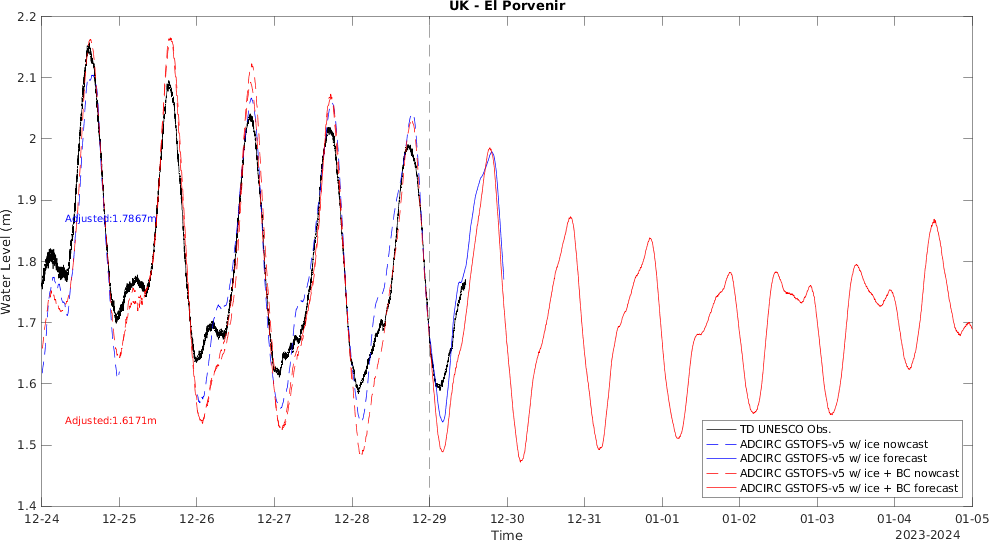 UK - El Porvenir
2.2
2.1
2
1.9
1.8
1.7
1.6
1.5
1.4
Water Level (m)
Adjusted:1.7867m
Adjusted:1.6171m
TD UNESCO Obs.
ADCIRC GSTOFS-v5 w/ ice nowcast
ADCIRC GSTOFS-v5 w/ ice forecast
ADCIRC GSTOFS-v5 w/ ice + BC nowcast
ADCIRC GSTOFS-v5 w/ ice + BC forecast
12-24 12-25 12-26 12-27 12-28 12-29 12-30 12-31 01-01 01-02 01-03 01-04 01-05
Time
2023-2024